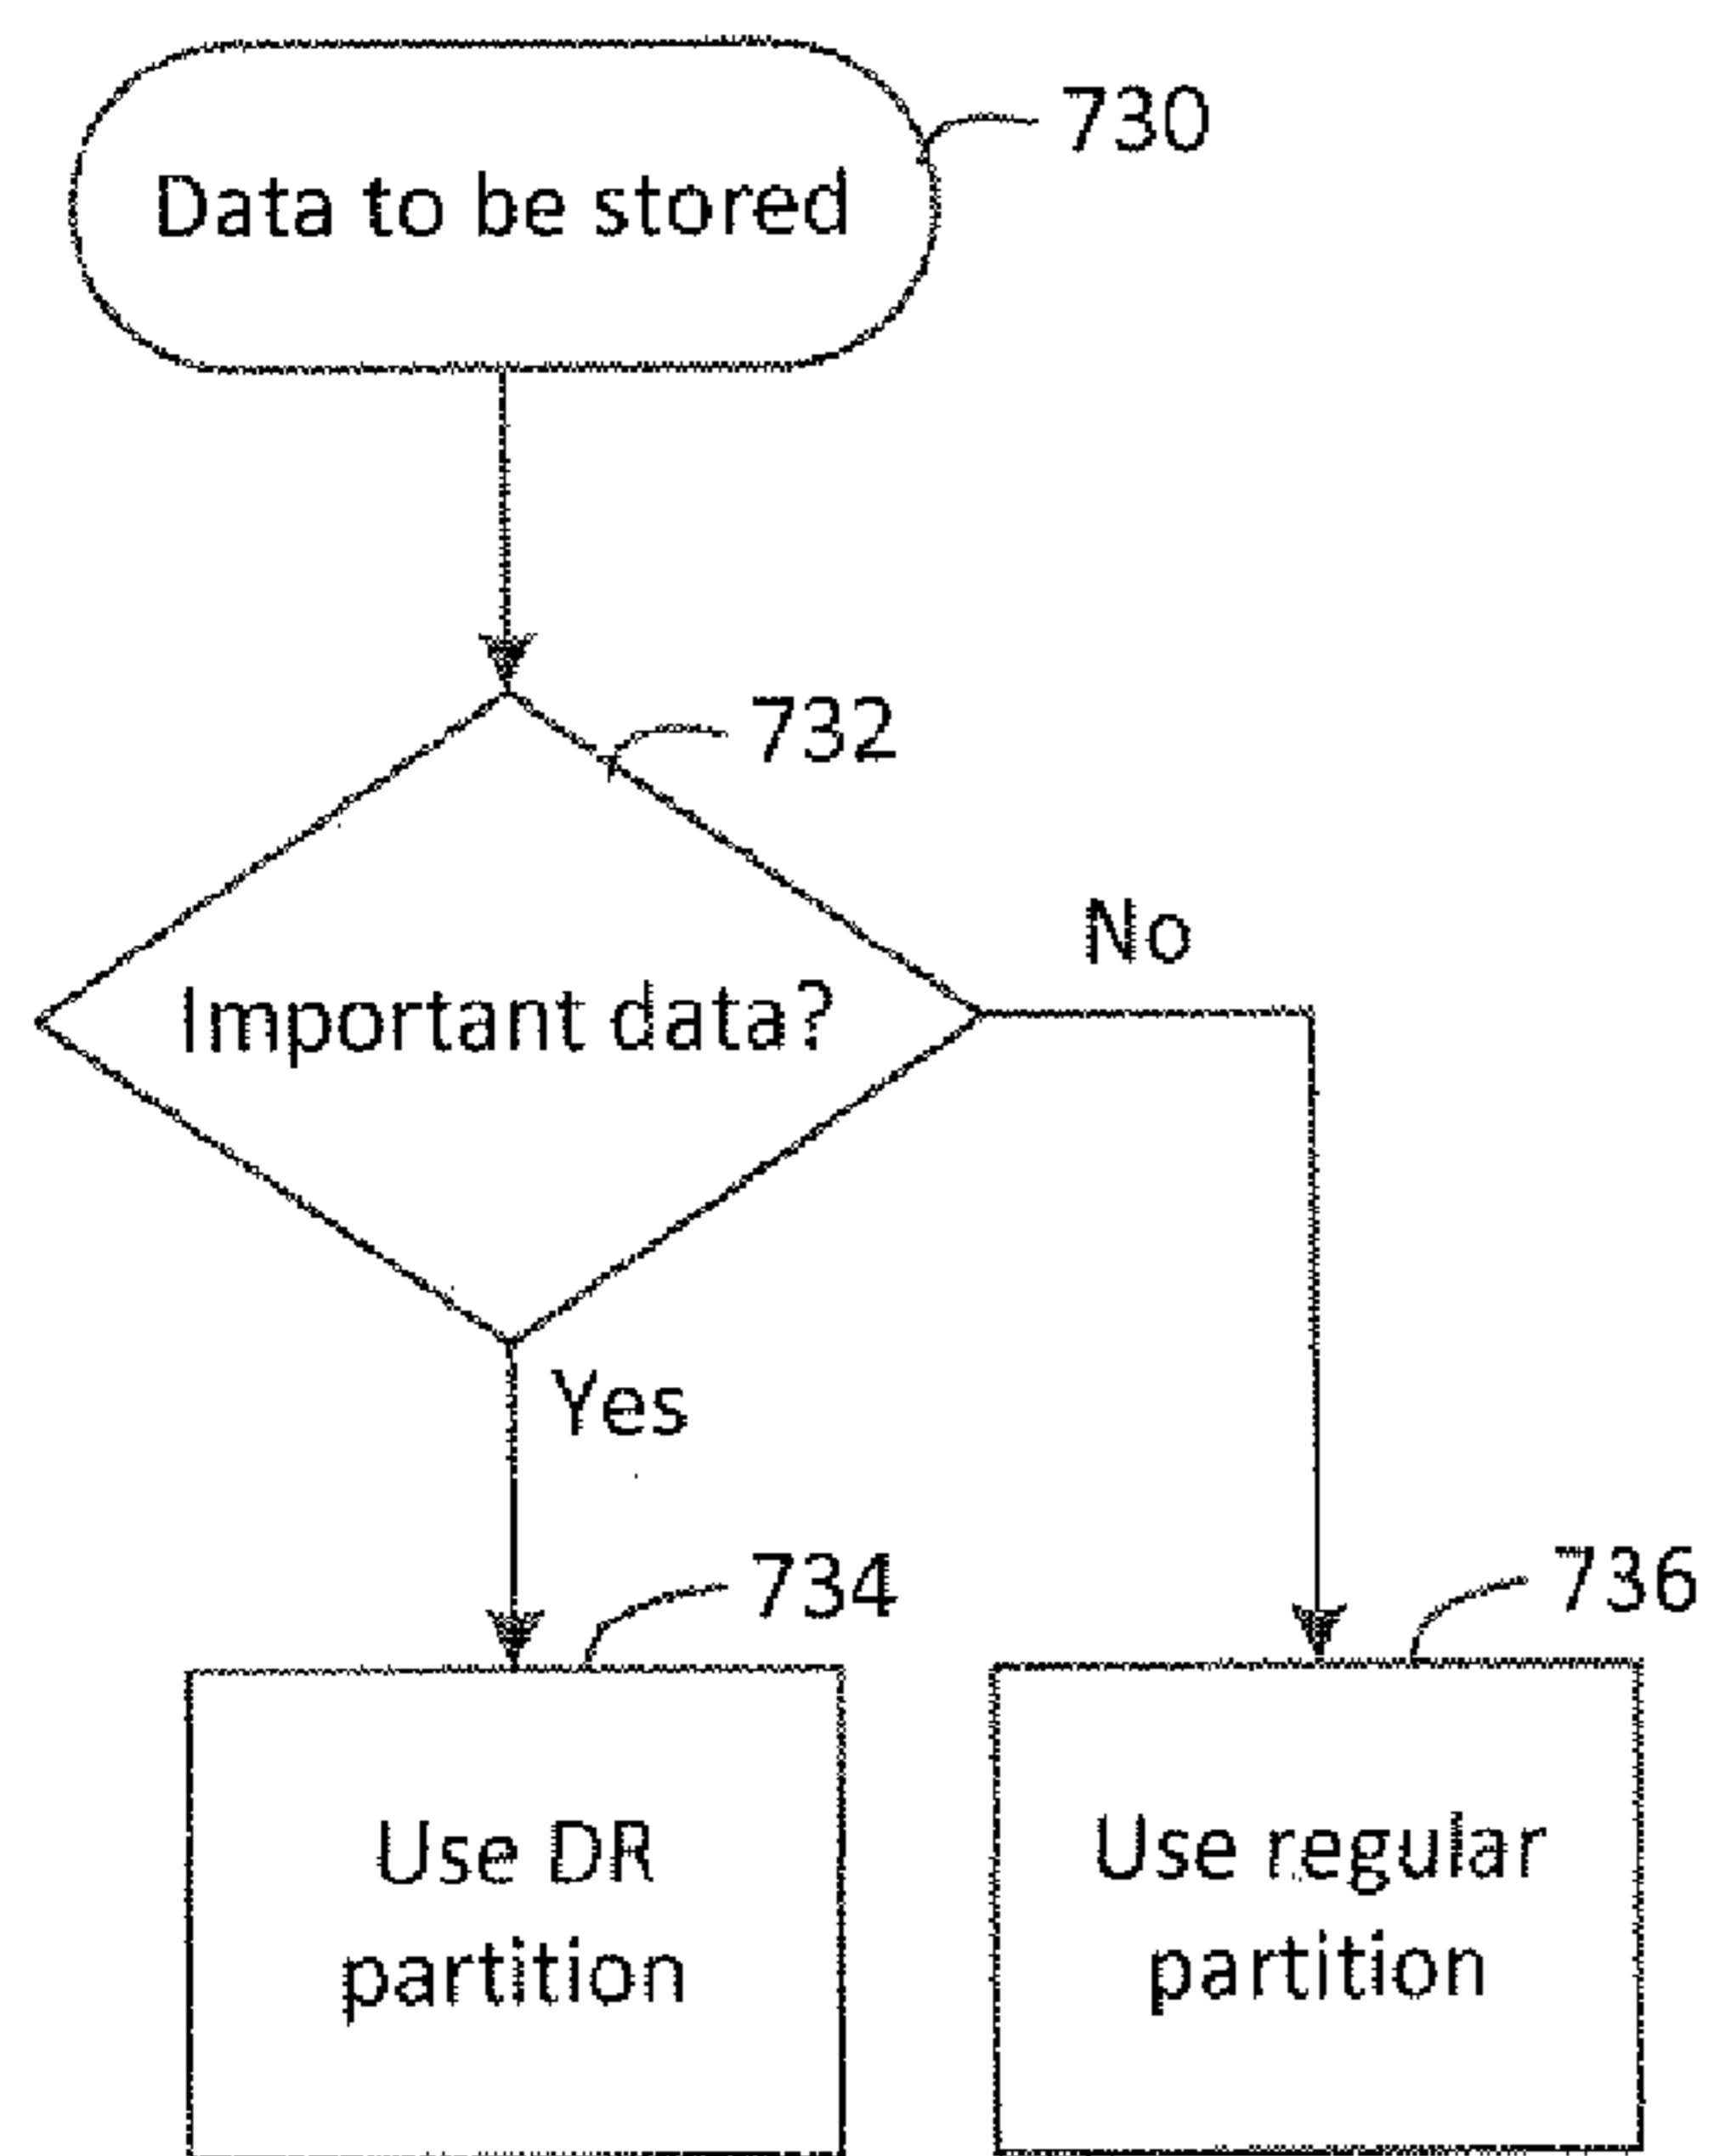 730
Data to be stored
732
No
Important data?
Yes
734
736
Use DR
partition
Use regular
partition